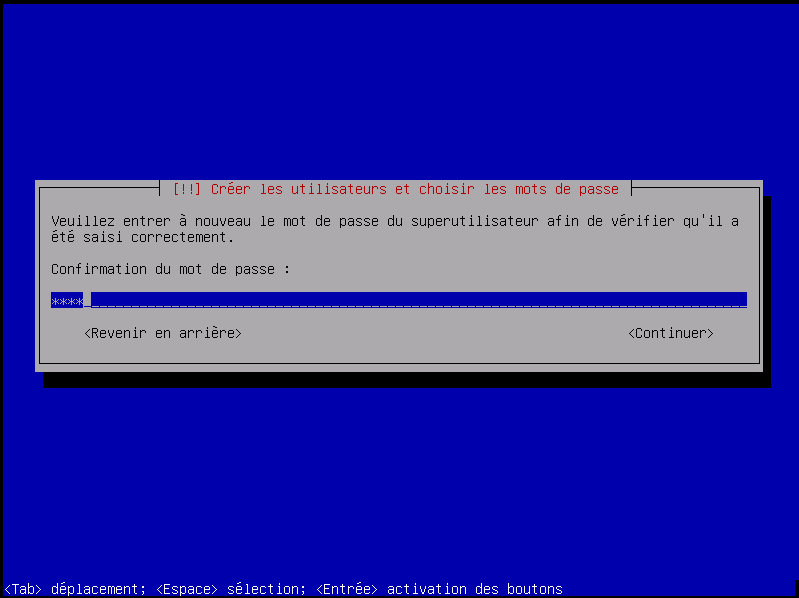 [!!] Créer les utilisateurs et choisir les mots de passe
Veuillez entrer à nouveau le mot de passe du superutilisateur afin de vérifier qu'il a
été saisi correctement.
Confirmation du mot de passe :
****
<Revenir en arrière> <Continuer>
<Tab> déplacement; <Espace> sélection; <Entrée> activation des boutons